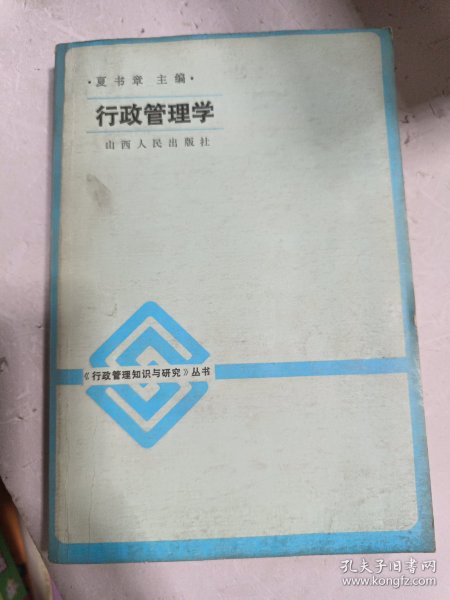 ·夏书章 主编·
行政管理学
山西人民出版社
《行政管理知识与研究》丛书
孔夫子旧书网
www.kongfz.com